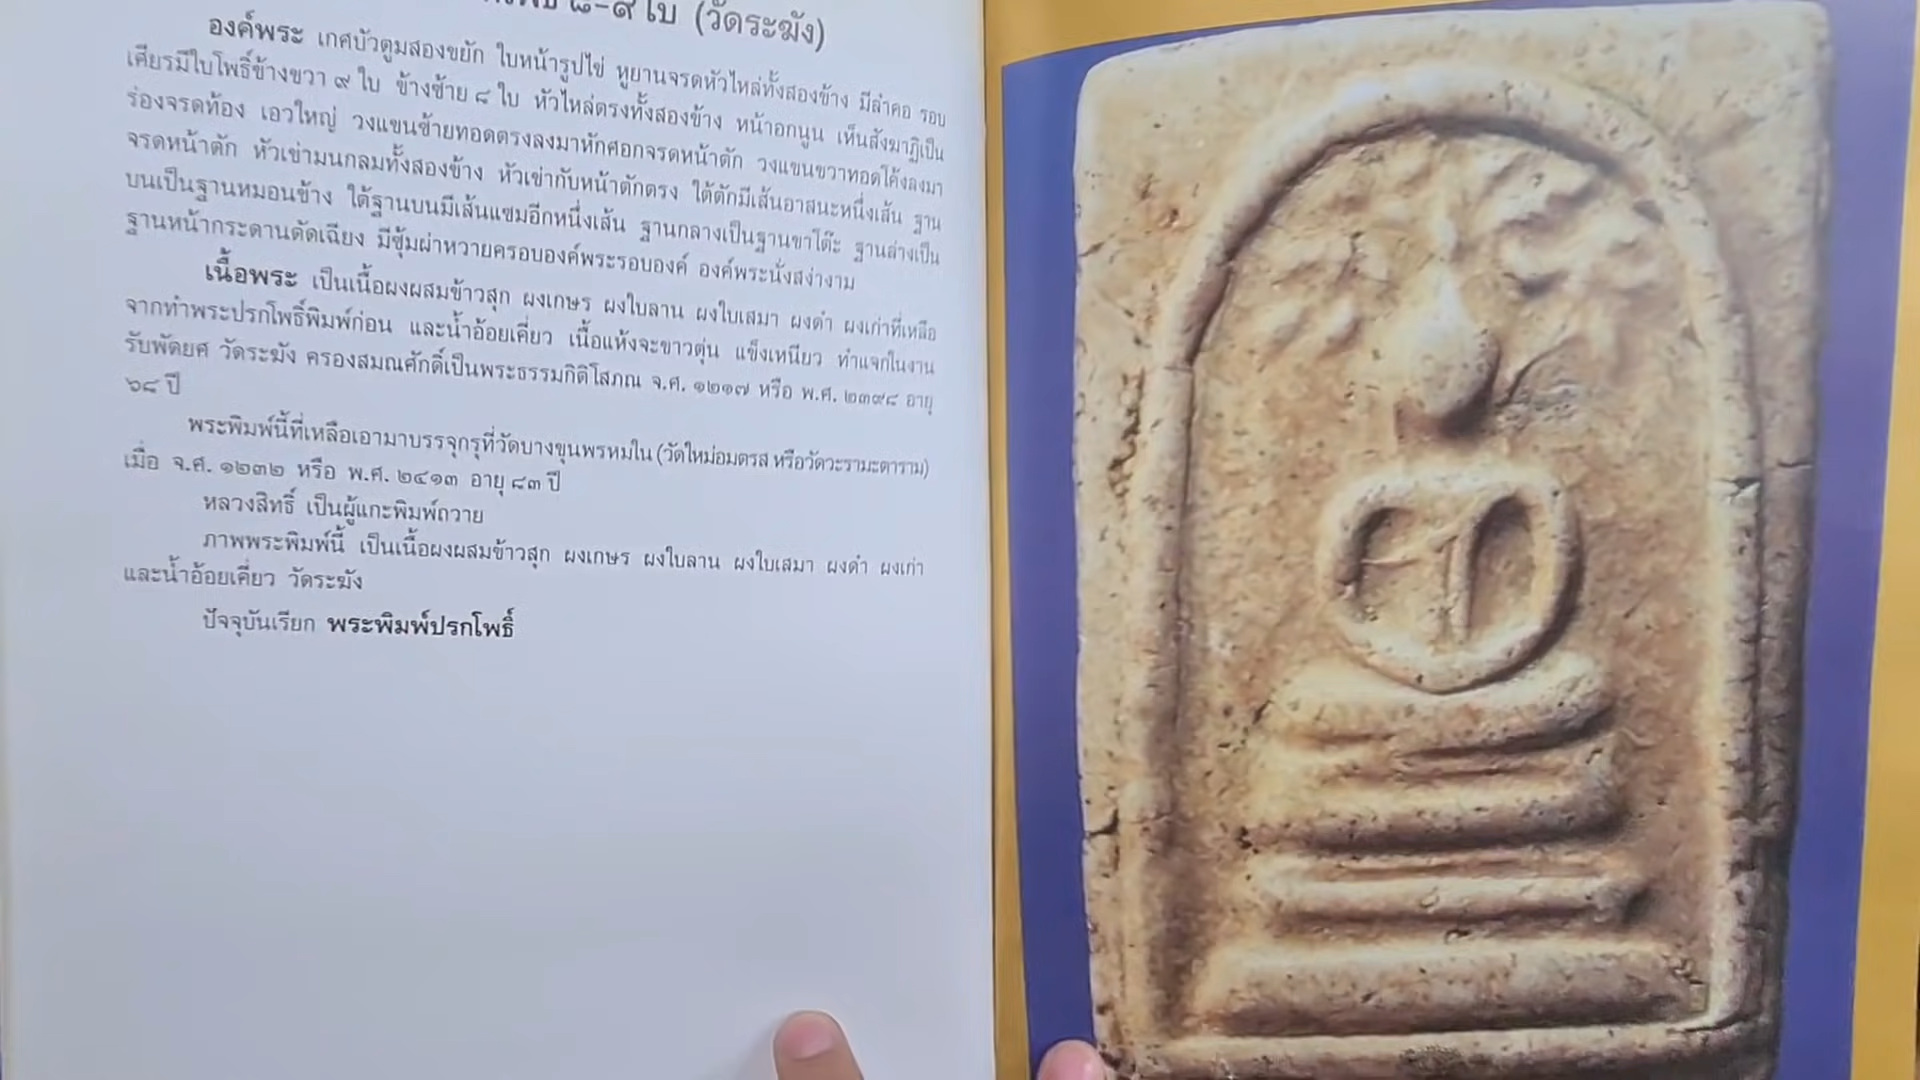 ๘-๙ ใบ (วัดระฆัง)
องค์พระ เกศบัวตูมสองขยัก ใบหน้ารูปไข่ หูยานจรดหัวไหล่ทั้งสองข้าง มีลำคอ รอบ
เศียรมีใบโพธิ์ข้างขวา ๙ ใบ ข้างซ้าย ๘ ใบ หัวไหล่ตรงทั้งสองข้าง หน้าอกนูน เห็นสังฆาฏิเป็น
ร่องจรดท้อง เอวใหญ่ วงแขนซ้ายทอดตรงลงมาหักศอกจรดหน้าตัก วงแขนขวาทอดโค้งลงมา
จรดหน้าตัก หัวเข่ามนกลมทั้งสองข้าง หัวเข่ากับหน้าตักตรง ใต้ตักมีเส้นอาสนะหนึ่งเส้น ฐาน
บนเป็นฐานหมอนข้าง ใต้ฐานบนมีเส้นแซมอีกหนึ่งเส้น ฐานกลางเป็นฐานขาโต๊ะ ฐานล่างเป็น
ฐานหน้ากระดานตัดเฉียง มีซุ้มผ่าหวายครอบองค์พระรอบองค์ องค์พระนั่งสง่างาม
เนื้อพระ เป็นเนื้อผงผสมข้าวสุก ผงเกษร ผงใบลาน ผงใบเสมา ผงดำ ผงเก่าที่เหลือ
จากทำพระปรกโพธิ์พิมพ์ก่อน และน้ำอ้อยเคี่ยว เนื้อแห้งจะขาวตุ่น แข็งเหนียว ทำแจกในงาน
รับพัดยศ วัดระฆัง ครองสมณศักดิ์เป็นพระธรรมกิติโสภณ จ.ศ. ๑๒๑๗ หรือ พ.ศ. ๒๓๙๘ อายุ
๖๘ ปี
พระพิมพ์นี้ที่เหลือเอามาบรรจุกรุที่วัดบางขุนพรหมใน (วัดใหม่อมตรส หรือวัดวะรามะตาราม)
เมื่อ จ.ศ. ๑๒๓๒ หรือ พ.ศ. ๒๔๑๓ อายุ ๘๓ ปี
หลวงสิทธิ์ เป็นผู้แกะพิมพ์ถวาย
ภาพพระพิมพ์นี้ เป็นเนื้อผงผสมข้าวสุก ผงเกษร ผงใบลาน ผงใบเสมา ผงดำ ผงเก่า
และน้ำอ้อยเคี่ยว วัดระฆัง
ปัจจุบันเรียก พระพิมพ์ปรกโพธิ์